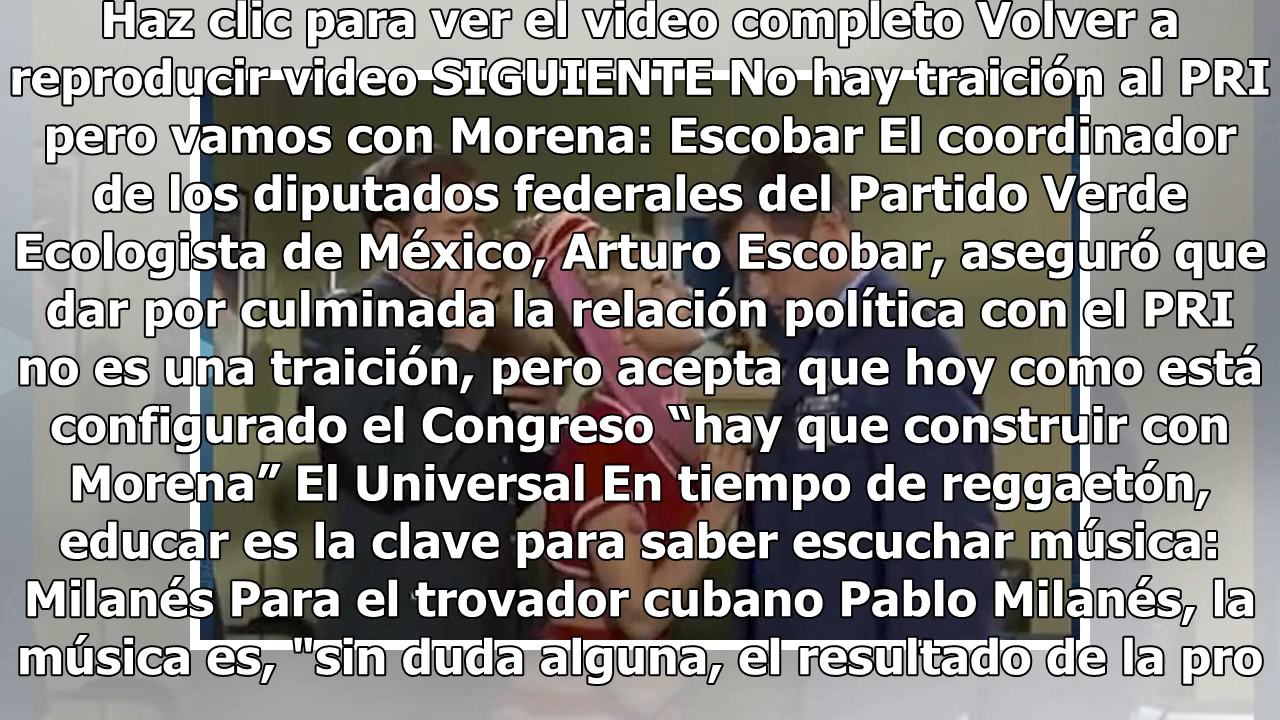 Haz clic para ver el video completo Volver a
reproducir video SIGUIENTE No hay traición al PRI
pero vamos con Morena: Escobar El coordinador
de los diputados federales del Partido Verde
Ecologista de México, Arturo Escobar, aseguró que
dar por culminada la relación política con el PRI
no es una traición, pero acepta que hoy como está
configurado el Congreso “hay que construir con
Morena” El Universal En tiempo de reggaetón,
educar es la clave para saber escuchar música:
Milanés Para el trovador cubano Pablo Milanés, la
música es, "sin duda alguna, el resultado de la pro